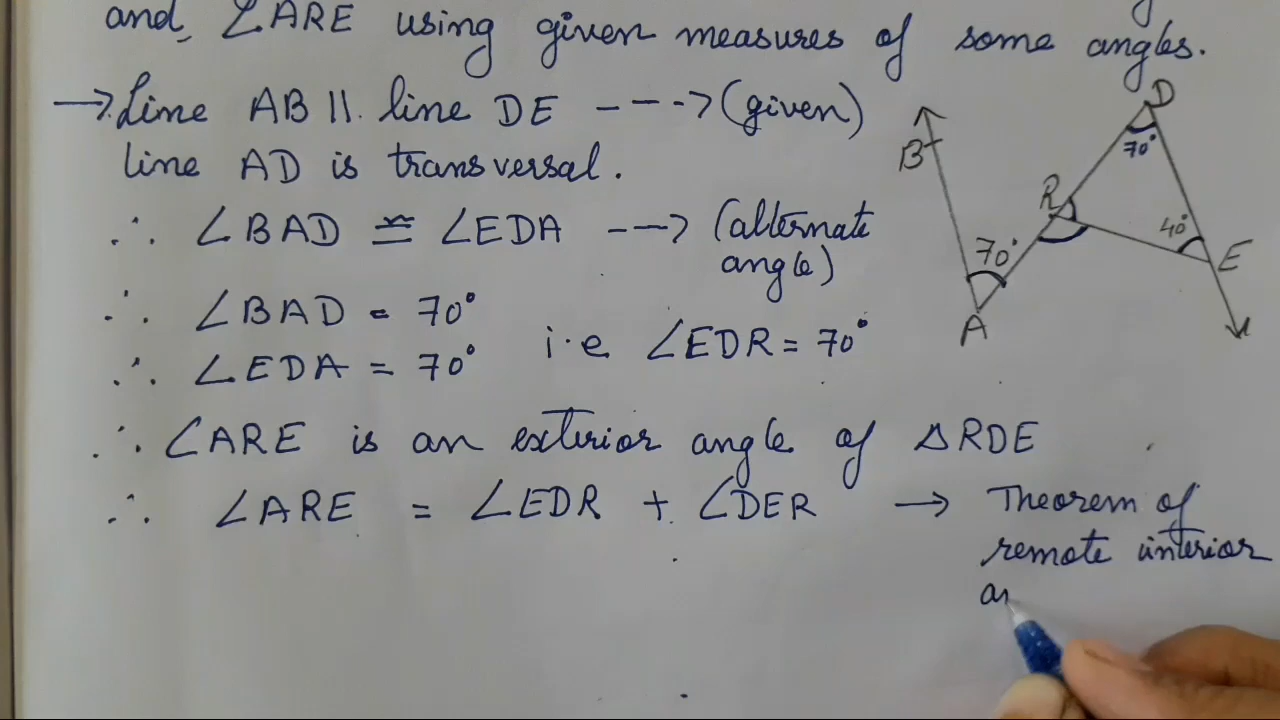 and, ∠ARE using given measures of some angles.
→ Line AB || line DE ---→ (given)
line AD is transversal.
∴ ∠BAD ≅ ∠EDA ---→ (alternate
angle)
∴ ∠BAD = 70°
∴ ∠EDA = 70° i.e ∠EDR = 70°
∴ ∠ARE is an exterior angle of △RDE
∴ ∠ARE = ∠EDR + ∠DER → Theorem of
remote interior
an
D
70°
B
R
40°
E
70°
A